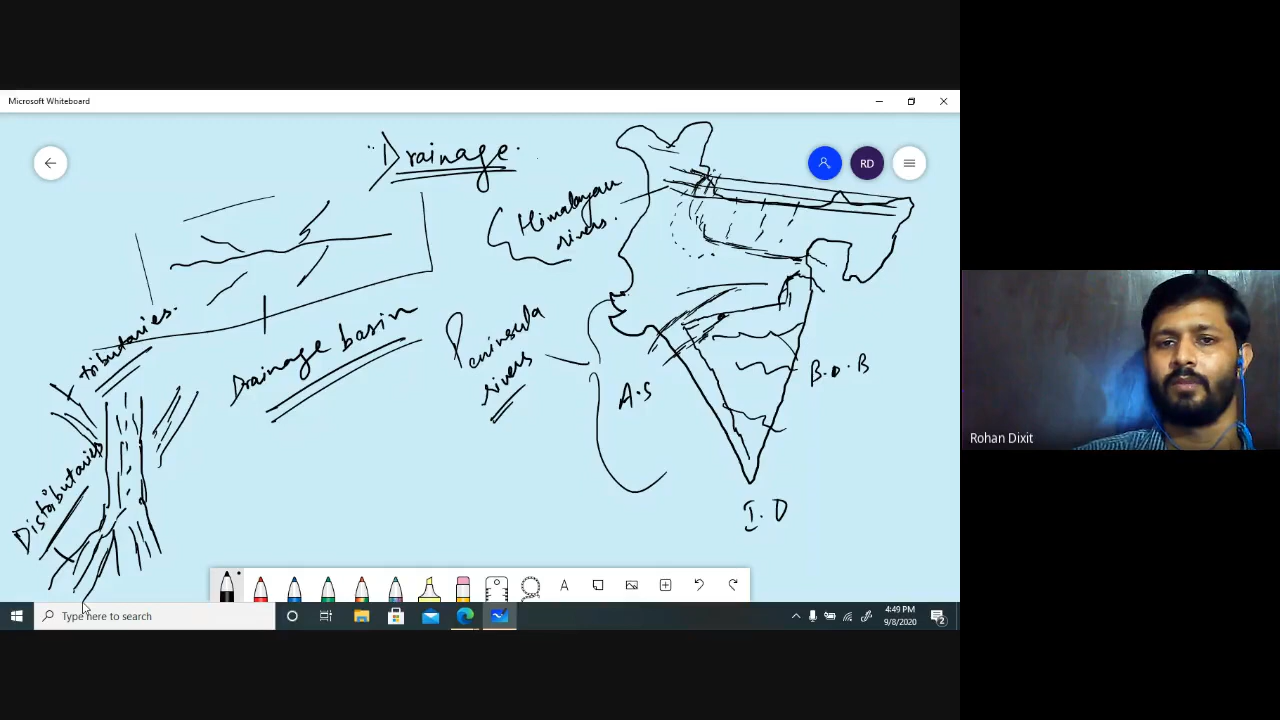 Microsoft Whiteboard
Drainage.
RD
Himalayan
rivers.
tributaries.
Drainage basin
Peninsula
rivers
A.S
B.O.B
Distributaries
I.O
Rohan Dixit
A
Type here to search
4:49 PM
9/8/2020
2